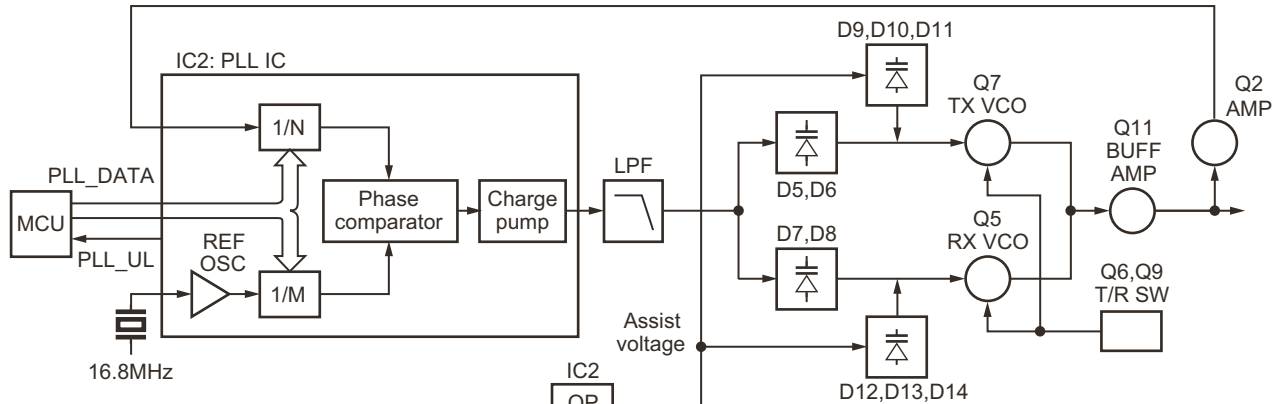 D9,D10,D11
IC2: PLL IC
Q7
TX VCO
Q2
AMP
1/N
Q11
BUFF
AMP
PLL_DATA
LPF
D5,D6
MCU
Phase
comparator
Charge
pump
D7,D8
Q5
RX VCO
PLL_UL
REF
OSC
1/M
Q6,Q9
T/R SW
Assist
voltage
16.8MHz
IC2
OP
D12,D13,D14